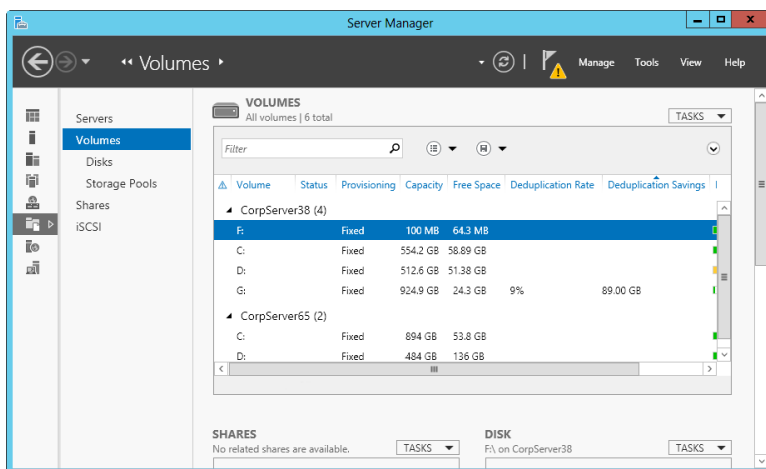 Server Manager
Volumes
Manage Tools View Help
Servers
Volumes
Disks
Storage Pools
Shares
iSCSI
VOLUMES
All volumes | 6 total
TASKS
Filter
Volume Status Provisioning Capacity Free Space Deduplication Rate Deduplication Savings
CorpServer38 (4)
F: Fixed 100 MB 64.3 MB
C: Fixed 554.2 GB 58.89 GB
D: Fixed 512.6 GB 51.38 GB
G: Fixed 924.9 GB 24.3 GB 9% 89.00 GB
CorpServer65 (2)
C: Fixed 894 GB 53.8 GB
D: Fixed 484 GB 136 GB
SHARES
No related shares are available.
TASKS
DISK
F:\ on CorpServer38
TASKS